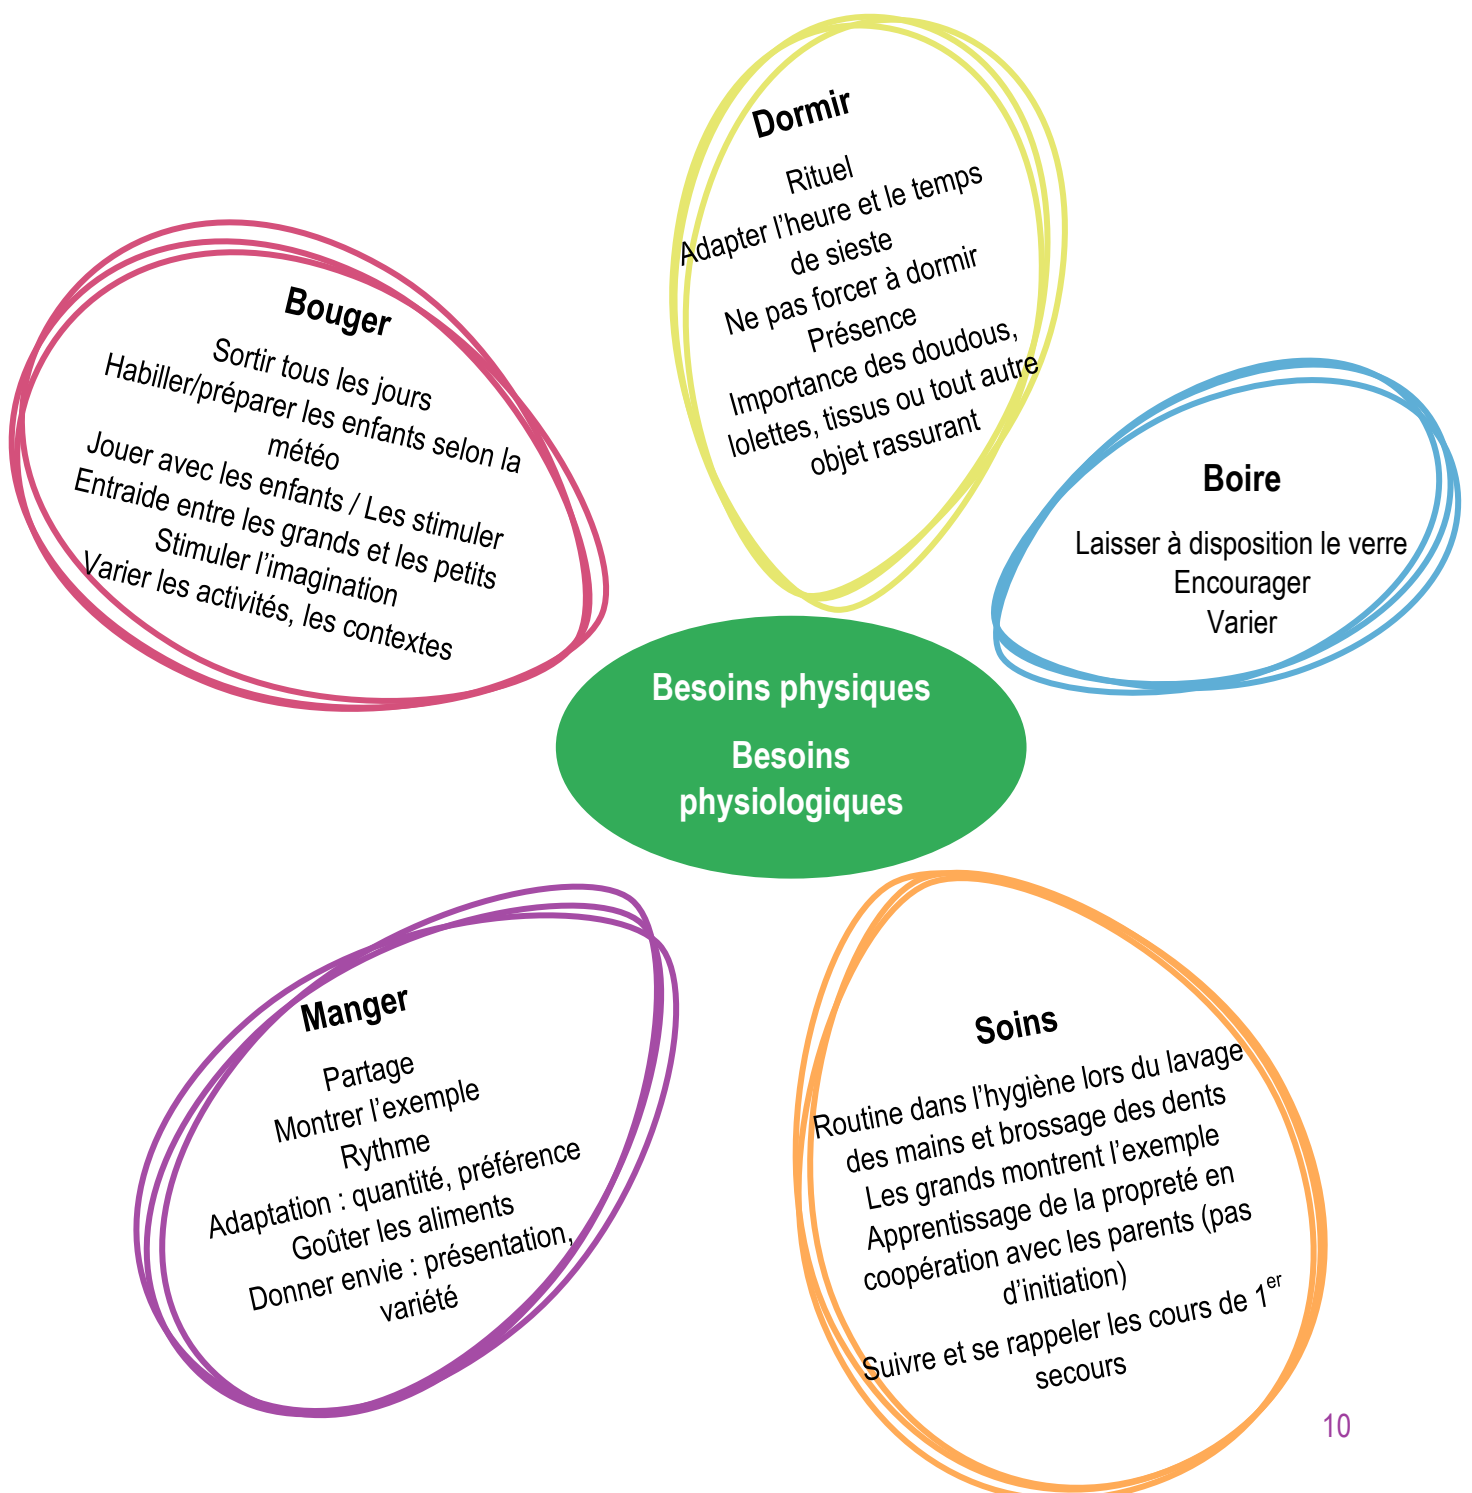 Dormir
Rituel
Adapter l’heure et le temps
de sieste
Ne pas forcer à dormir
Présence
Importance des doudous,
lolettes, tissus ou tout autre
objet rassurant
Bouger
Sortir tous les jours
Habiller/préparer les enfants selon la
météo
Jouer avec les enfants / Les stimuler
Entraide entre les grands et les petits
Stimuler l’imagination
Varier les activités, les contextes
Boire
Laisser à disposition le verre
Encourager
Varier
Besoins physiques
Besoins
physiologiques
Manger
Partage
Montrer l’exemple
Rythme
Adaptation : quantité, préférence
Goûter les aliments
Donner envie : présentation,
variété
Soins
Routine dans l’hygiène lors du lavage
des mains et brossage des dents
Les grands montrent l’exemple
Apprentissage de la propreté en
coopération avec les parents (pas
d’initiation)
Suivre et se rappeler les cours de 1er
secours
10